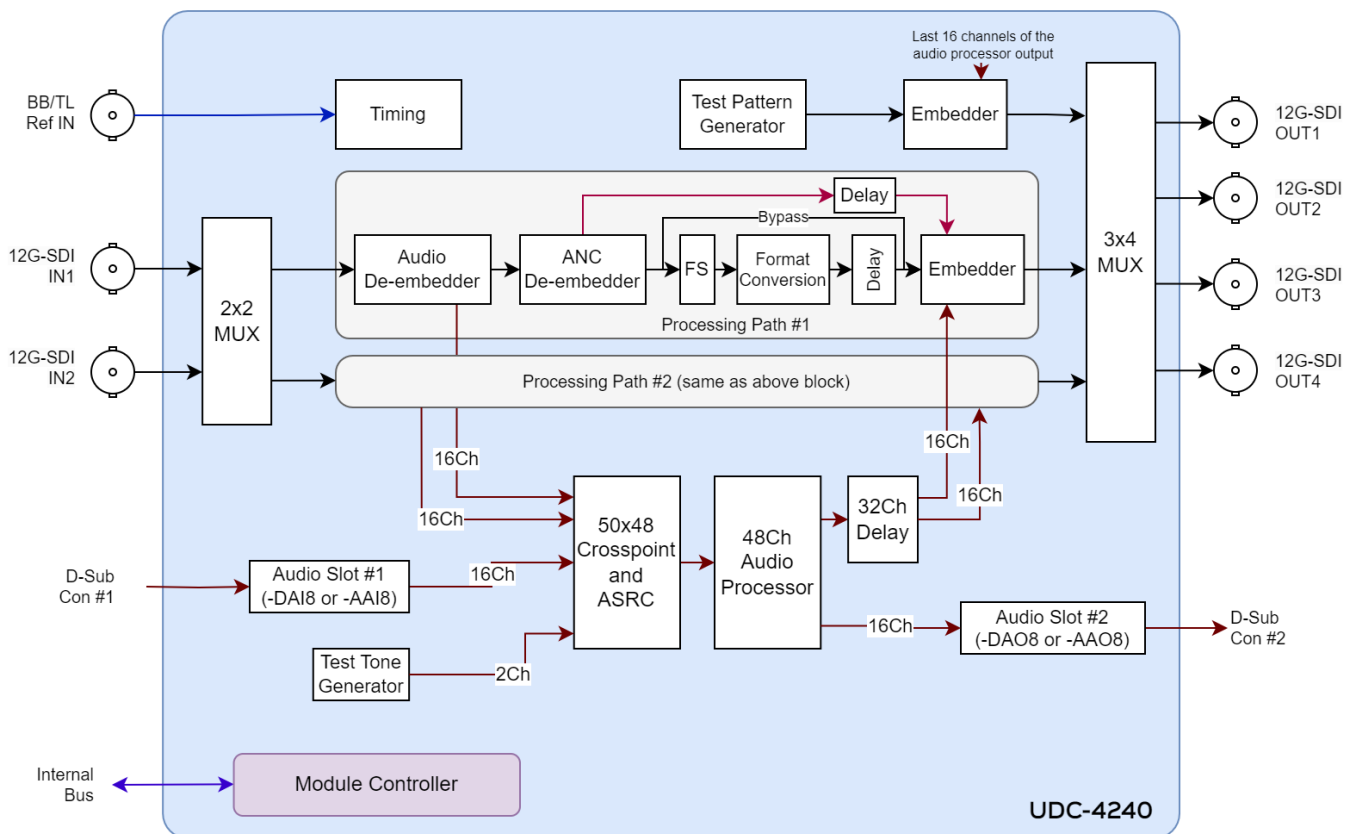 Last 16 channels of the
audio processor output
BB/TL
Ref IN
Timing
Test Pattern
Generator
Embedder
12G-SDI
OUT1
Delay
Bypass
12G-SDI
OUT2
12G-SDI
IN1
2x2
MUX
Audio
De-embedder
ANC
De-embedder
FS
Format
Conversion
Delay
Embedder
3x4
MUX
12G-SDI
OUT3
Processing Path #1
12G-SDI
IN2
Processing Path #2 (same as above block)
12G-SDI
OUT4
16Ch
16Ch
16Ch
16Ch
50x48
Crosspoint
and
ASRC
48Ch
Audio
Processor
32Ch
Delay
D-Sub
Con #1
Audio Slot #1
(-DAI8 or -AAI8)
16Ch
16Ch
Audio Slot #2
(-DAO8 or -AAO8)
D-Sub
Con #2
Test Tone
Generator
2Ch
Internal
Bus
Module Controller
UDC-4240